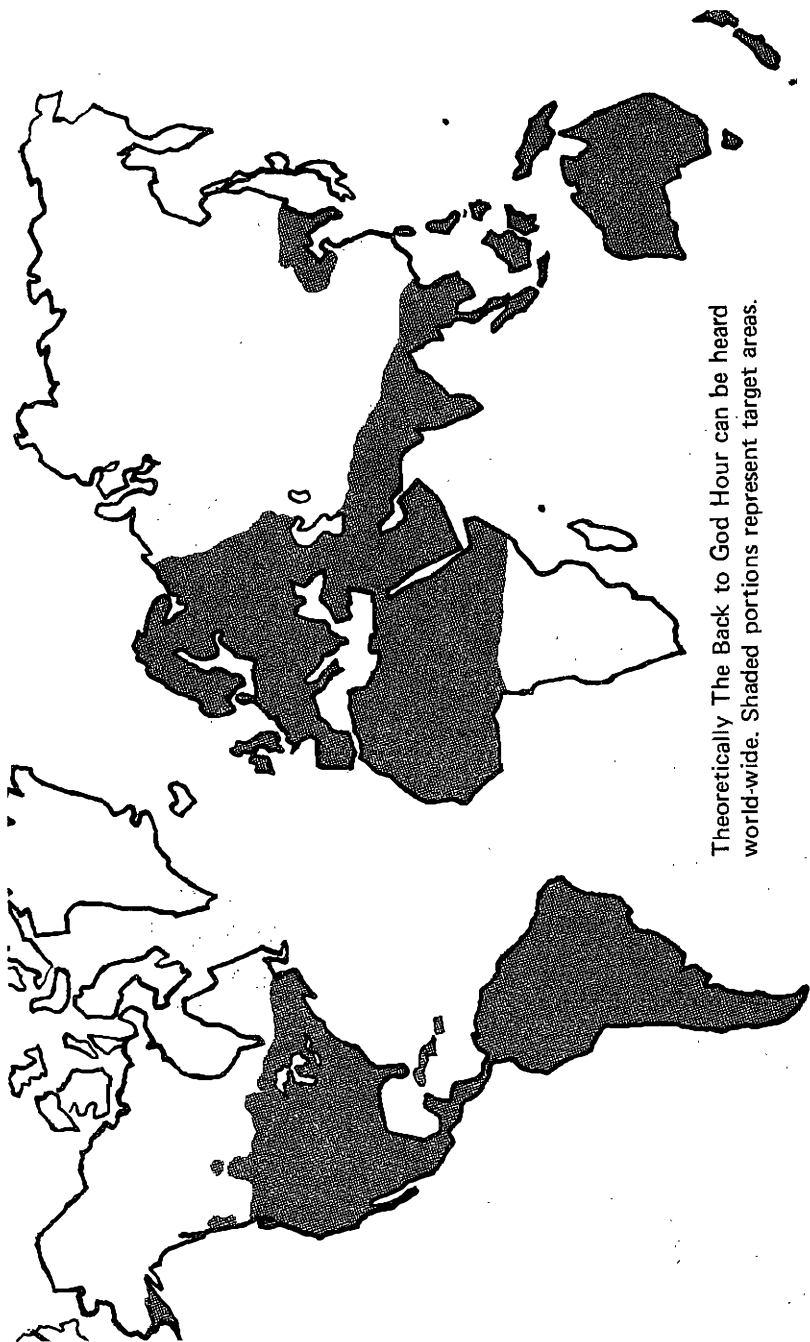 Theoretically The Back to God Hour can be heard
world-wide. Shaded portions represent target areas.